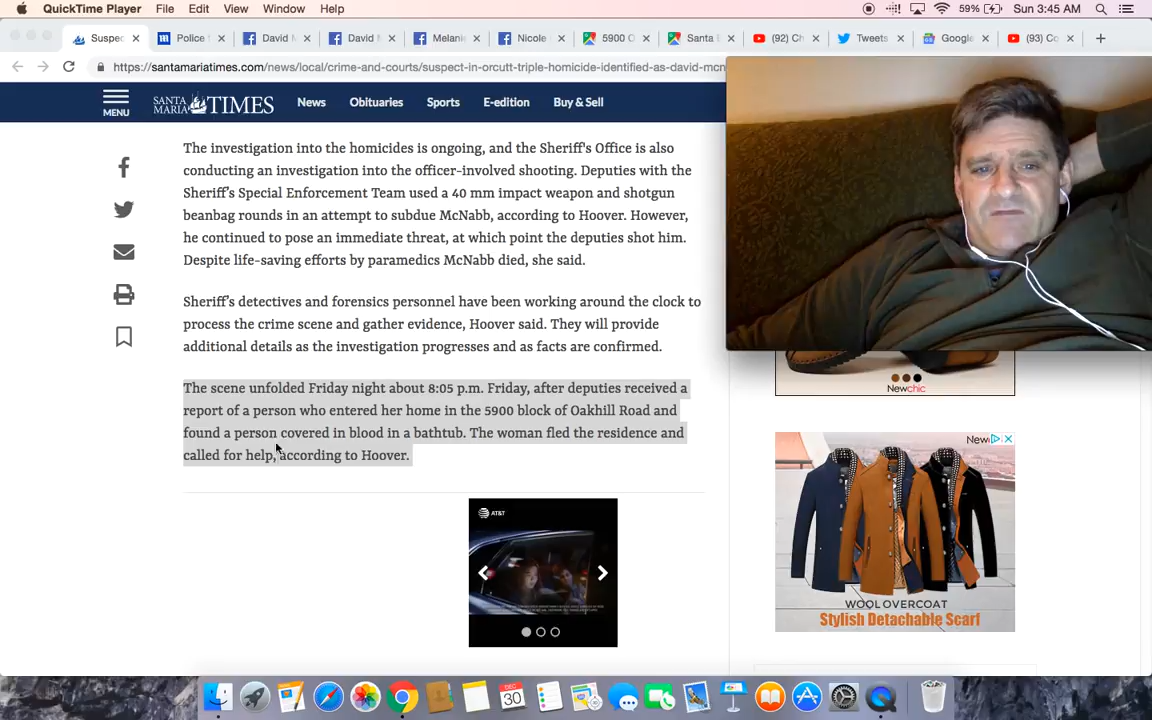 QuickTime Player File Edit View Window Help 59% Sun 3:45 AM
Suspec Police David M David M Melani Nicole 5900 O Santa B (92) Ch Tweets Google (93) Co
https://santamariatimes.com/news/local/crime-and-courts/suspect-in-orcutt-triple-homicide-identified-as-david-mcn
MENU SANTA MARIA TIMES News Obituaries Sports E-edition Buy & Sell
The investigation into the homicides is ongoing, and the Sheriff's Office is also
conducting an investigation into the officer-involved shooting. Deputies with the
Sheriff's Special Enforcement Team used a 40 mm impact weapon and shotgun
beanbag rounds in an attempt to subdue McNabb, according to Hoover. However,
he continued to pose an immediate threat, at which point the deputies shot him.
Despite life-saving efforts by paramedics McNabb died, she said.
Sheriff's detectives and forensics personnel have been working around the clock to
process the crime scene and gather evidence, Hoover said. They will provide
additional details as the investigation progresses and as facts are confirmed.
The scene unfolded Friday night about 8:05 p.m. Friday, after deputies received a
report of a person who entered her home in the 5900 block of Oakhill Road and
found a person covered in blood in a bathtub. The woman fled the residence and
called for help, according to Hoover.
Newchic
New
WOOL OVERCOAT
Stylish Detachable Scarf
AT&T
DEC
30